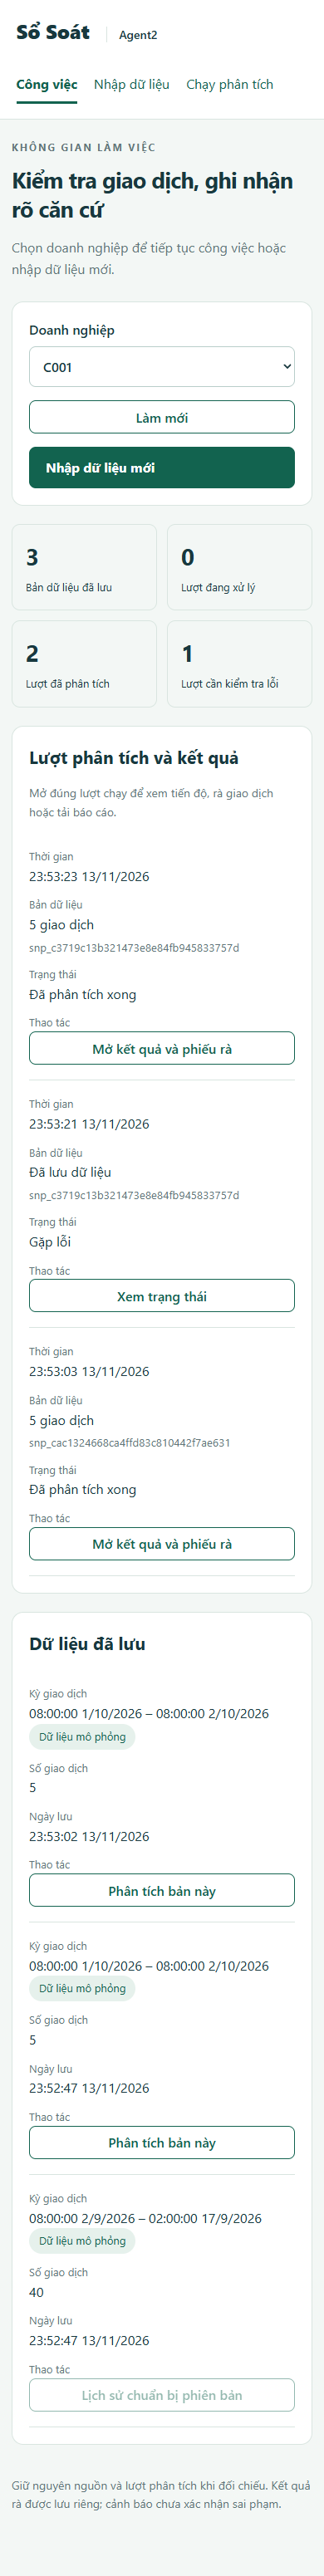 Sổ Soát
Agent2
Công việc
Nhập dữ liệu
Chạy phân tích
KHÔNG GIAN LÀM VIỆC
Kiểm tra giao dịch, ghi nhận
rõ căn cứ
Chọn doanh nghiệp để tiếp tục công việc hoặc
nhập dữ liệu mới.
Doanh nghiệp
C001
Làm mới
Nhập dữ liệu mới
3
Bản dữ liệu đã lưu
0
Lượt đang xử lý
2
Lượt đã phân tích
1
Lượt cần kiểm tra lỗi
Lượt phân tích và kết quả
Mở đúng lượt chạy để xem tiến độ, rà giao dịch
hoặc tải báo cáo.
Thời gian
23:53:23 13/11/2026
Bản dữ liệu
5 giao dịch
snp_c3719c13b321473e8e84fb945833757d
Trạng thái
Đã phân tích xong
Thao tác
Mở kết quả và phiếu rà
Thời gian
23:53:21 13/11/2026
Bản dữ liệu
Đã lưu dữ liệu
snp_c3719c13b321473e8e84fb945833757d
Trạng thái
Gặp lỗi
Thao tác
Xem trạng thái
Thời gian
23:53:03 13/11/2026
Bản dữ liệu
5 giao dịch
snp_cac1324668ca4ffd83c810442f7ae631
Trạng thái
Đã phân tích xong
Thao tác
Mở kết quả và phiếu rà
Dữ liệu đã lưu
Kỳ giao dịch
08:00:00 1/10/2026 – 08:00:00 2/10/2026
Dữ liệu mô phỏng
Số giao dịch
5
Ngày lưu
23:53:02 13/11/2026
Thao tác
Phân tích bản này
Kỳ giao dịch
08:00:00 1/10/2026 – 08:00:00 2/10/2026
Dữ liệu mô phỏng
Số giao dịch
5
Ngày lưu
23:52:47 13/11/2026
Thao tác
Phân tích bản này
Kỳ giao dịch
08:00:00 2/9/2026 – 02:00:00 17/9/2026
Dữ liệu mô phỏng
Số giao dịch
40
Ngày lưu
23:52:47 13/11/2026
Thao tác
Lịch sử chuẩn bị phiên bản
Giữ nguyên nguồn và lượt phân tích khi đối chiếu. Kết quả
rà được lưu riêng; cảnh báo chưa xác nhận sai phạm.